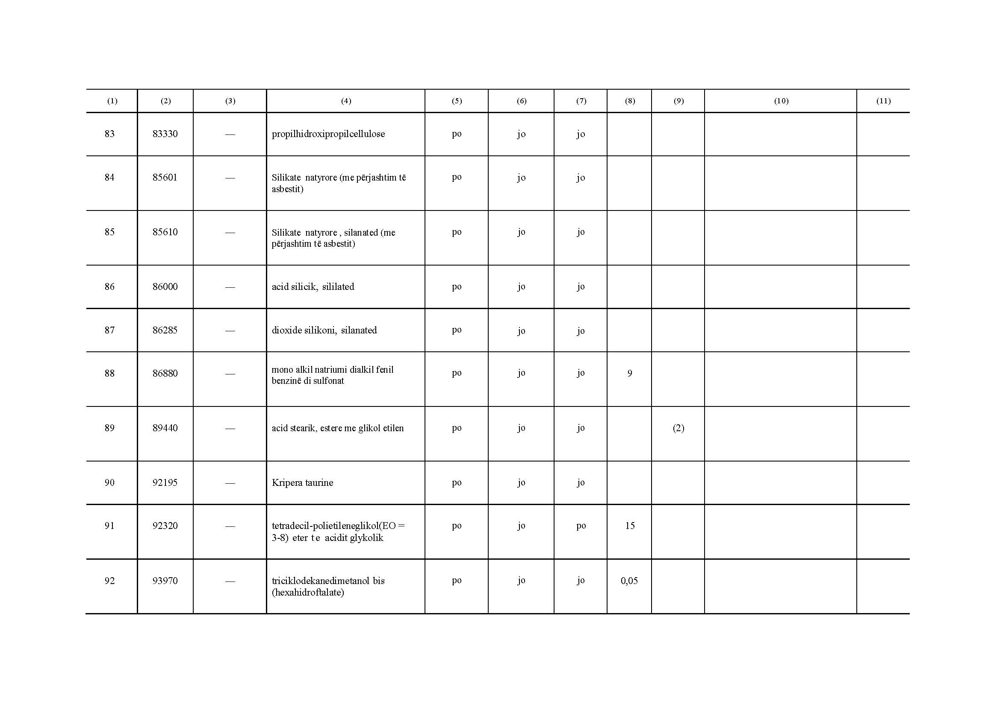 (1) (2) (3) (4) (5) (6) (7) (8) (9) (10) (11)
83 83330 — propilhidroxipropilcellulose po jo jo
84 85601 — Silikate natyrore (me përjashtim të po jo jo
asbestit)
85 85610 — Silikate natyrore , silanated (me po jo jo
përjashtim të asbestit)
86 86000 — acid silicik, sililated po jo jo
87 86285 — dioxide silikoni, silanated po jo jo
88 86880 — mono alkil natriumi dialkil fenil po jo jo 9
benzinë di sulfonat
89 89440 — acid stearik, estere me glikol etilen po jo jo (2)
90 92195 — Kripera taurine po jo jo
91 92320 — tetradecil-polietileneglikol(EO = po jo po 15
3-8) eter te acidit glykolik
92 93970 — triciklodekanedimetanol bis po jo jo 0,05
(hexahidroftalate)